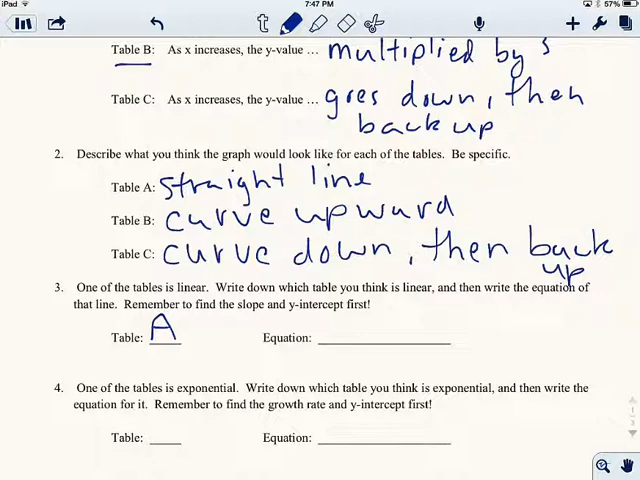 iPad
7:47 PM
57%
t
Table B: As x increases, the y-value … multiplied by 5
Table C: As x increases, the y-value … goes down, then
back up
2. Describe what you think the graph would look like for each of the tables. Be specific.
Table A: straight line
Table B: curve upward
Table C: curve down, then back
up
3. One of the tables is linear. Write down which table you think is linear, and then write the equation of
that line. Remember to find the slope and y-intercept first!
Table: A Equation: ____________
4. One of the tables is exponential. Write down which table you think is exponential, and then write the
equation for it. Remember to find the growth rate and y-intercept first!
Table: _____ Equation: ____________